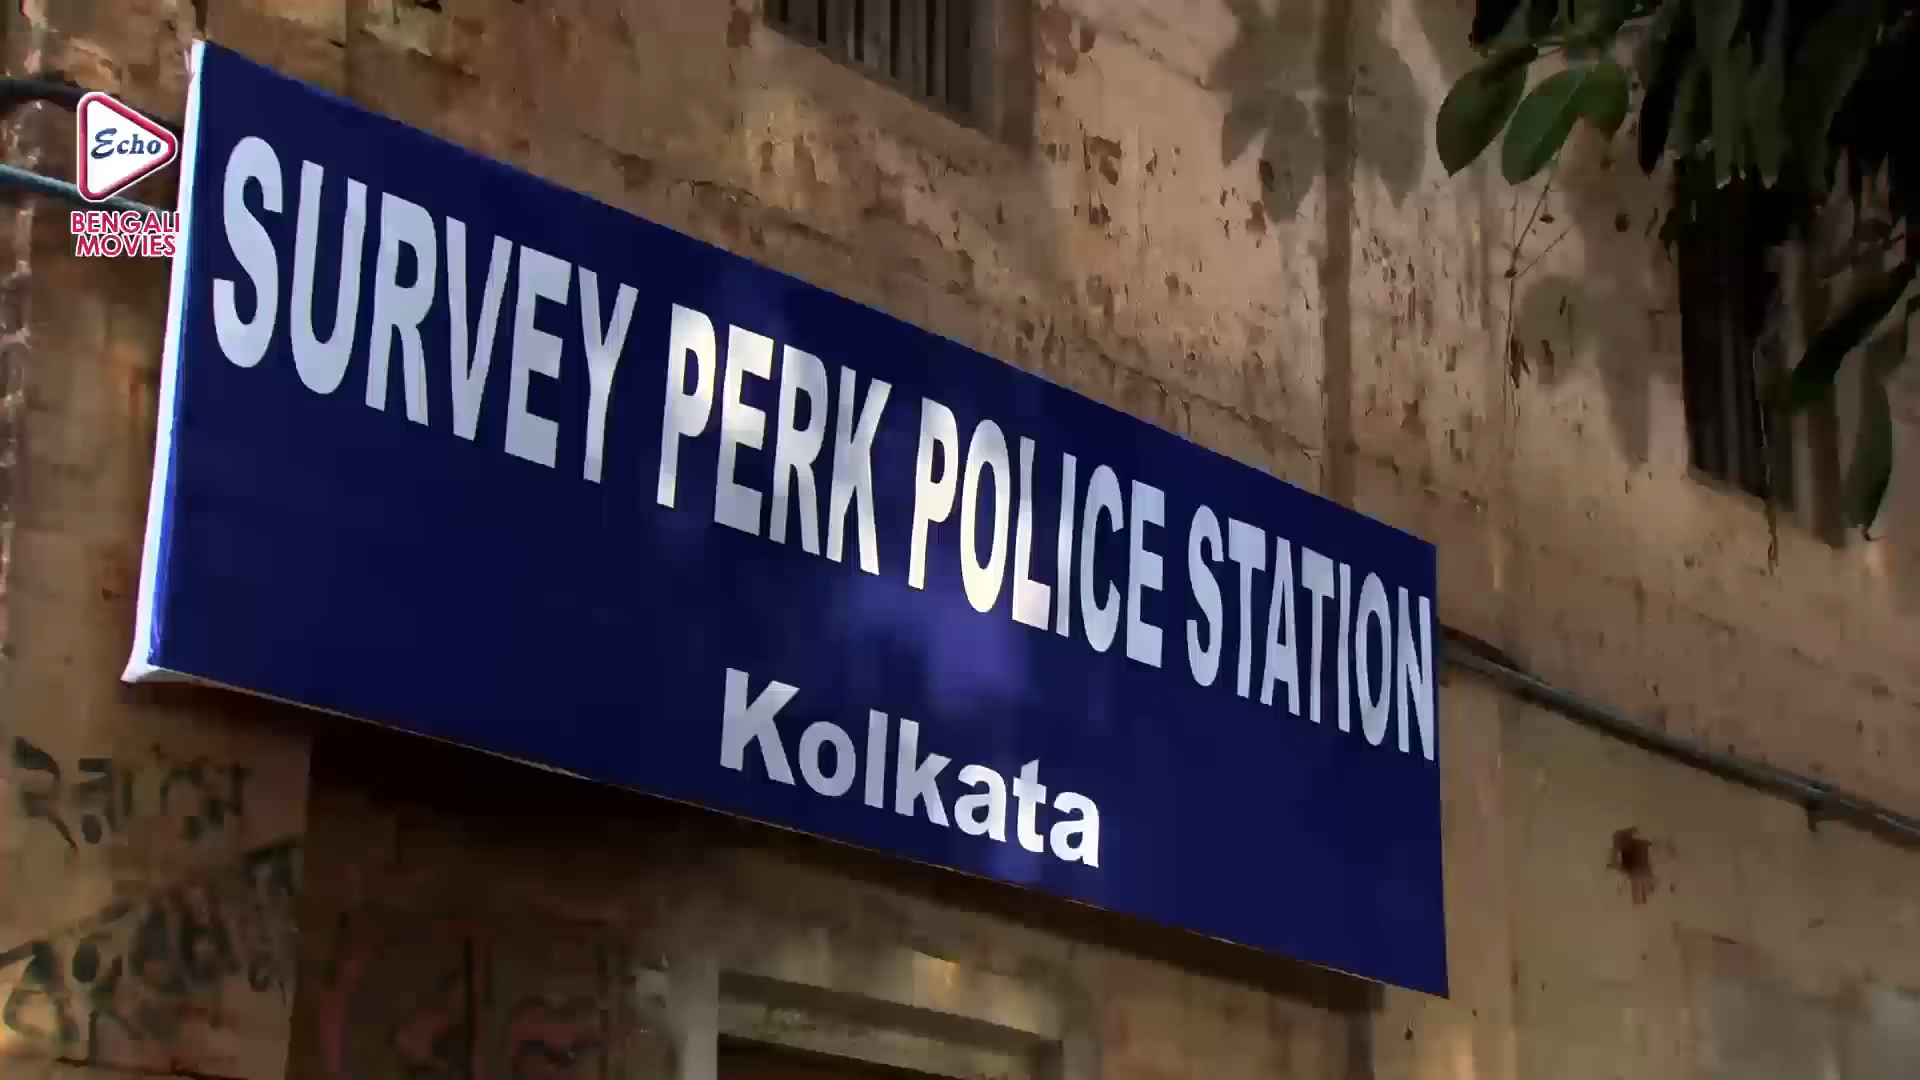 Echo
BENGALI
MOVIES
SURVEY PERK POLICE STATION
Kolkata